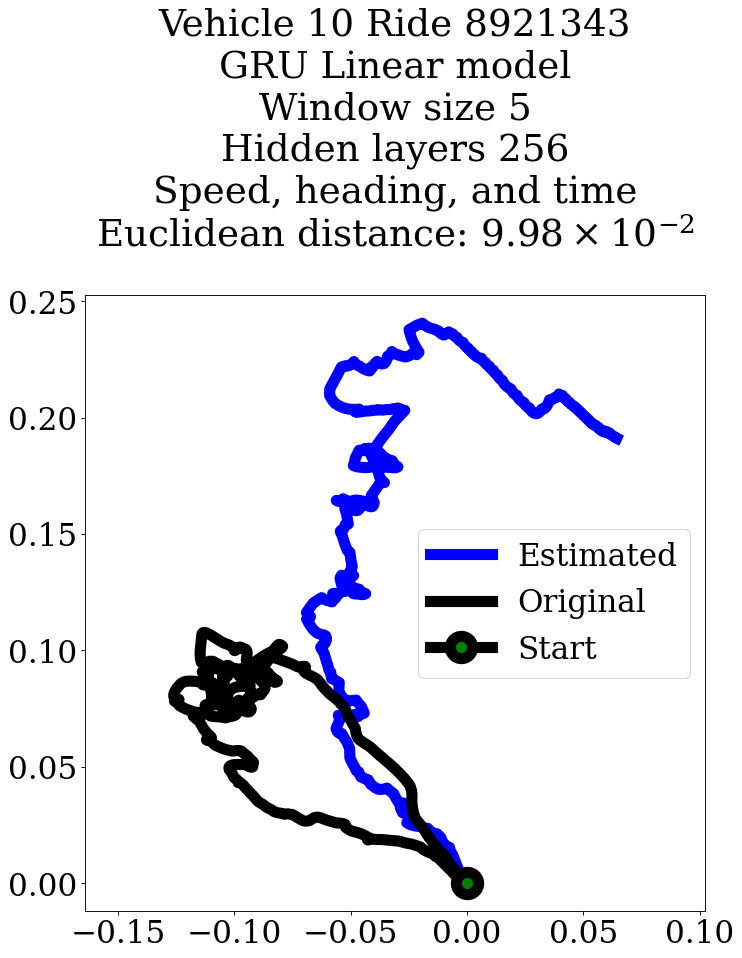 Vehicle 10 Ride 8921343
GRU Linear model
Window size 5
Hidden layers 256
Speed, heading, and time
Euclidean distance: 9.98 × 10⁻²
0.25
0.20
0.15
0.10
0.05
0.00
Estimated
Original
Start
−0.15 −0.10 −0.05 0.00 0.05 0.10